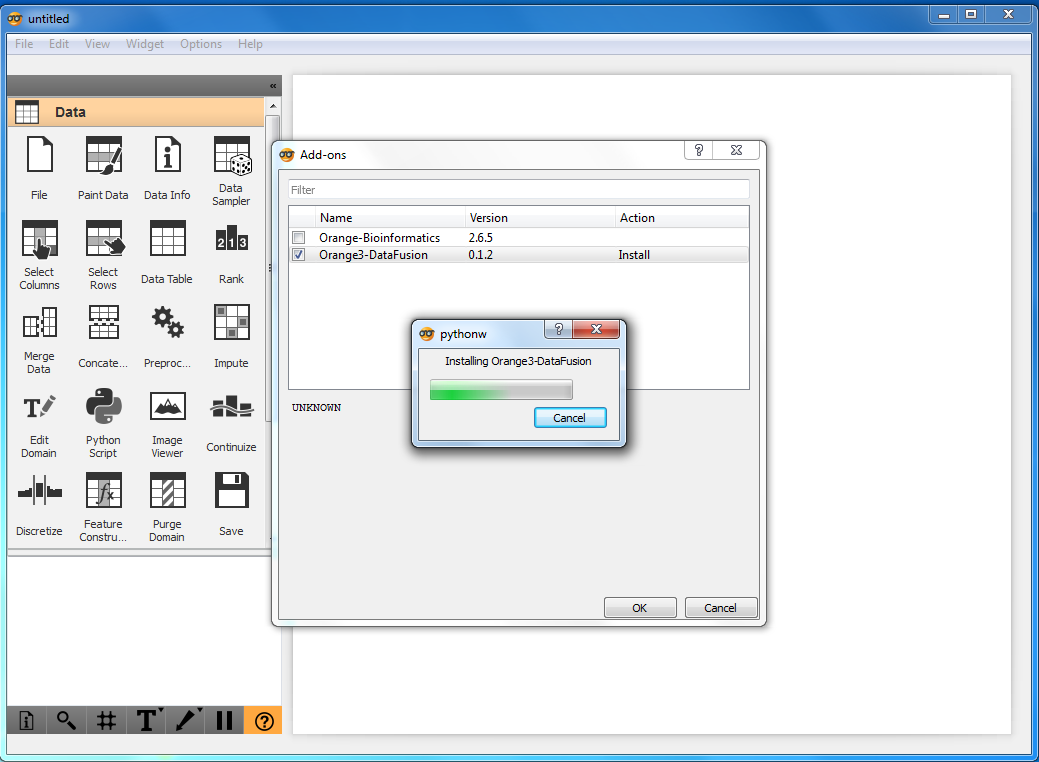 untitled
File Edit View Widget Options Help
«
Data
File Paint Data Data Info Data Sampler
Select Columns Select Rows Data Table Rank
Merge Data Concate... Preproc... Impute
Edit Domain Python Script Image Viewer Continuize
Discretize Feature Constru... Purge Domain Save
Add-ons
Filter
Name Version Action
Orange-Bioinformatics 2.6.5
Orange3-DataFusion 0.1.2 Install
pythonw
Installing Orange3-DataFusion
Cancel
UNKNOWN
OK Cancel